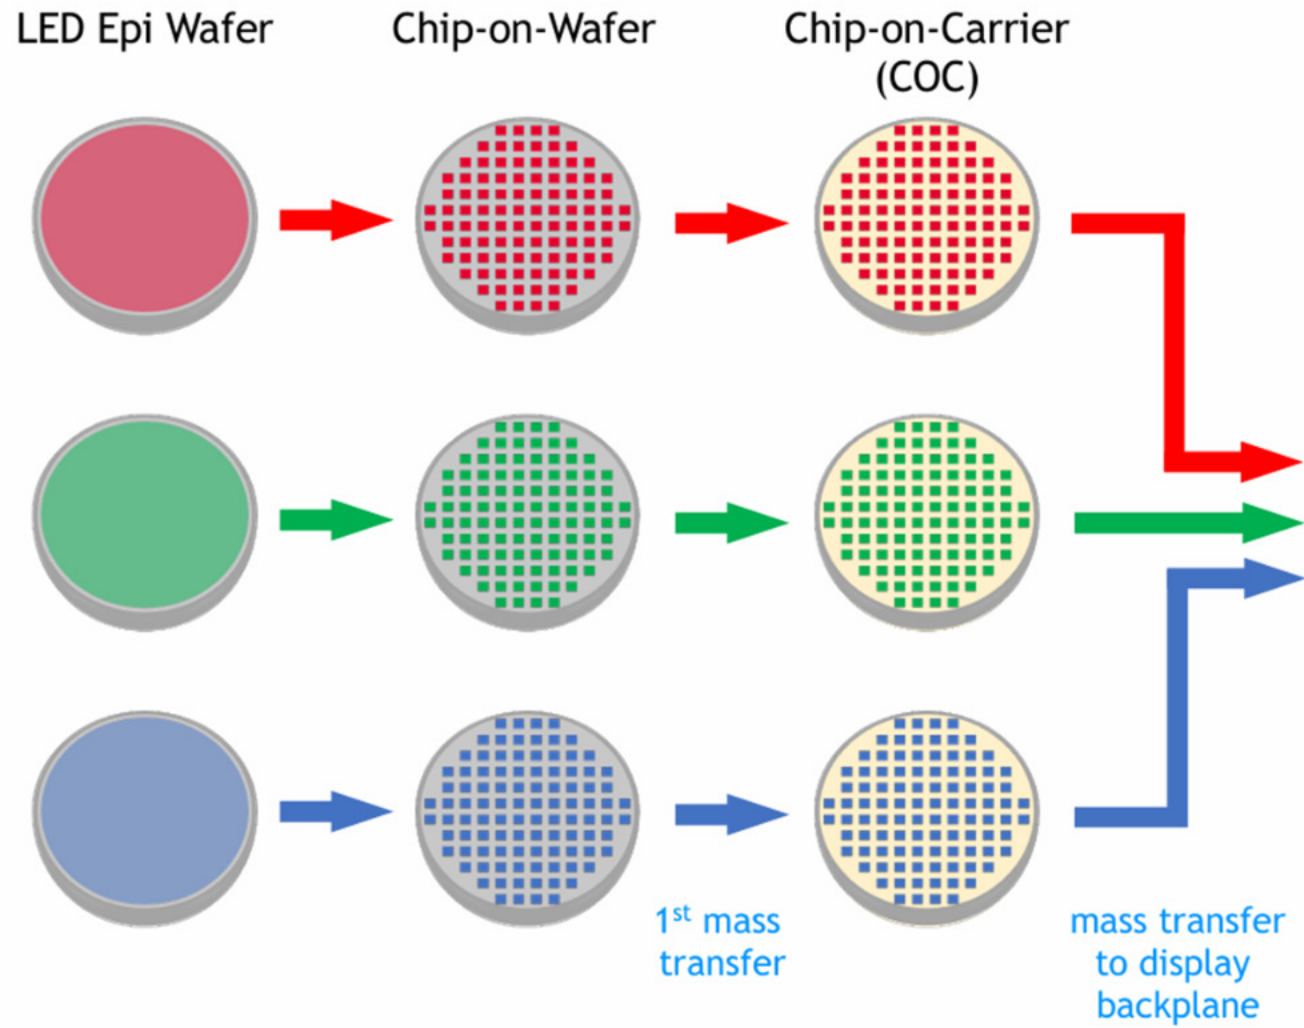 LED Epi Wafer
Chip-on-Wafer
Chip-on-Carrier
(COC)
1st mass
transfer
mass transfer
to display
backplane